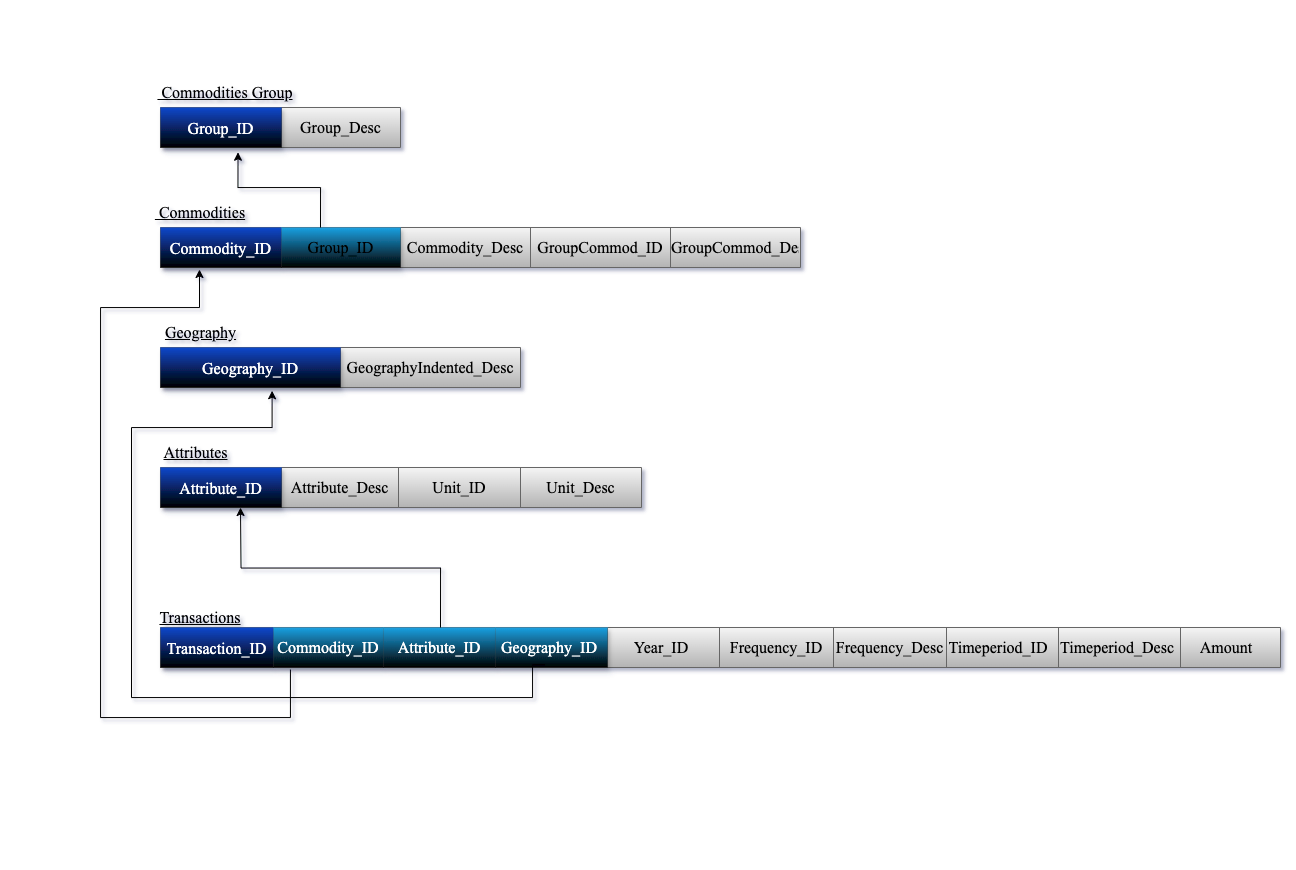 Commodities Group
Group_ID Group_Desc
Commodities
Commodity_ID Group_ID Commodity_Desc GroupCommod_ID GroupCommod_De
Geography
Geography_ID GeographyIndented_Desc
Attributes
Attribute_ID Attribute_Desc Unit_ID Unit_Desc
Transactions
Transaction_ID Commodity_ID Attribute_ID Geography_ID Year_ID Frequency_ID Frequency_Desc Timeperiod_ID Timeperiod_Desc Amount